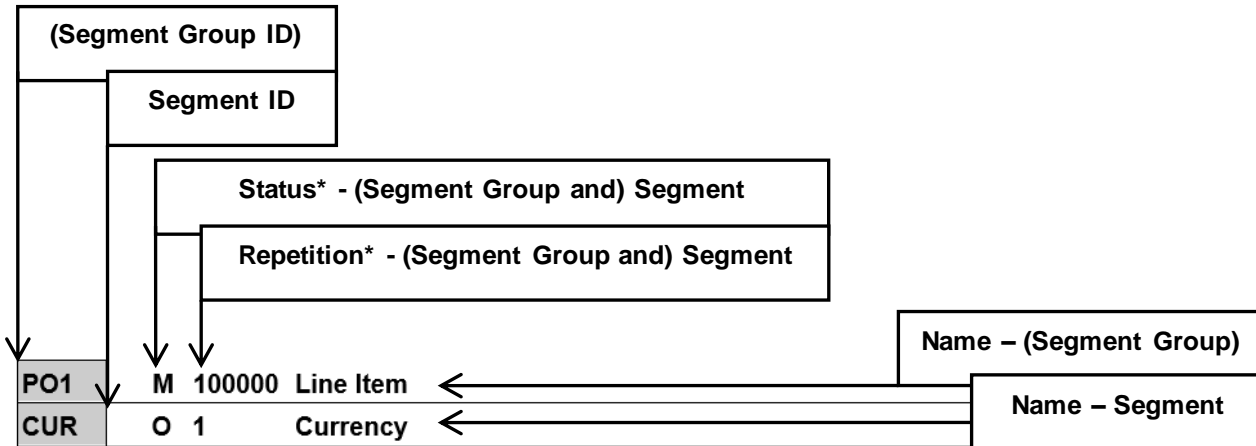 (Segment Group ID)
Segment ID
Status* - (Segment Group and) Segment
Repetition* - (Segment Group and) Segment
Name – (Segment Group)
Name – Segment
PO1 M 100000 Line Item
CUR O 1 Currency